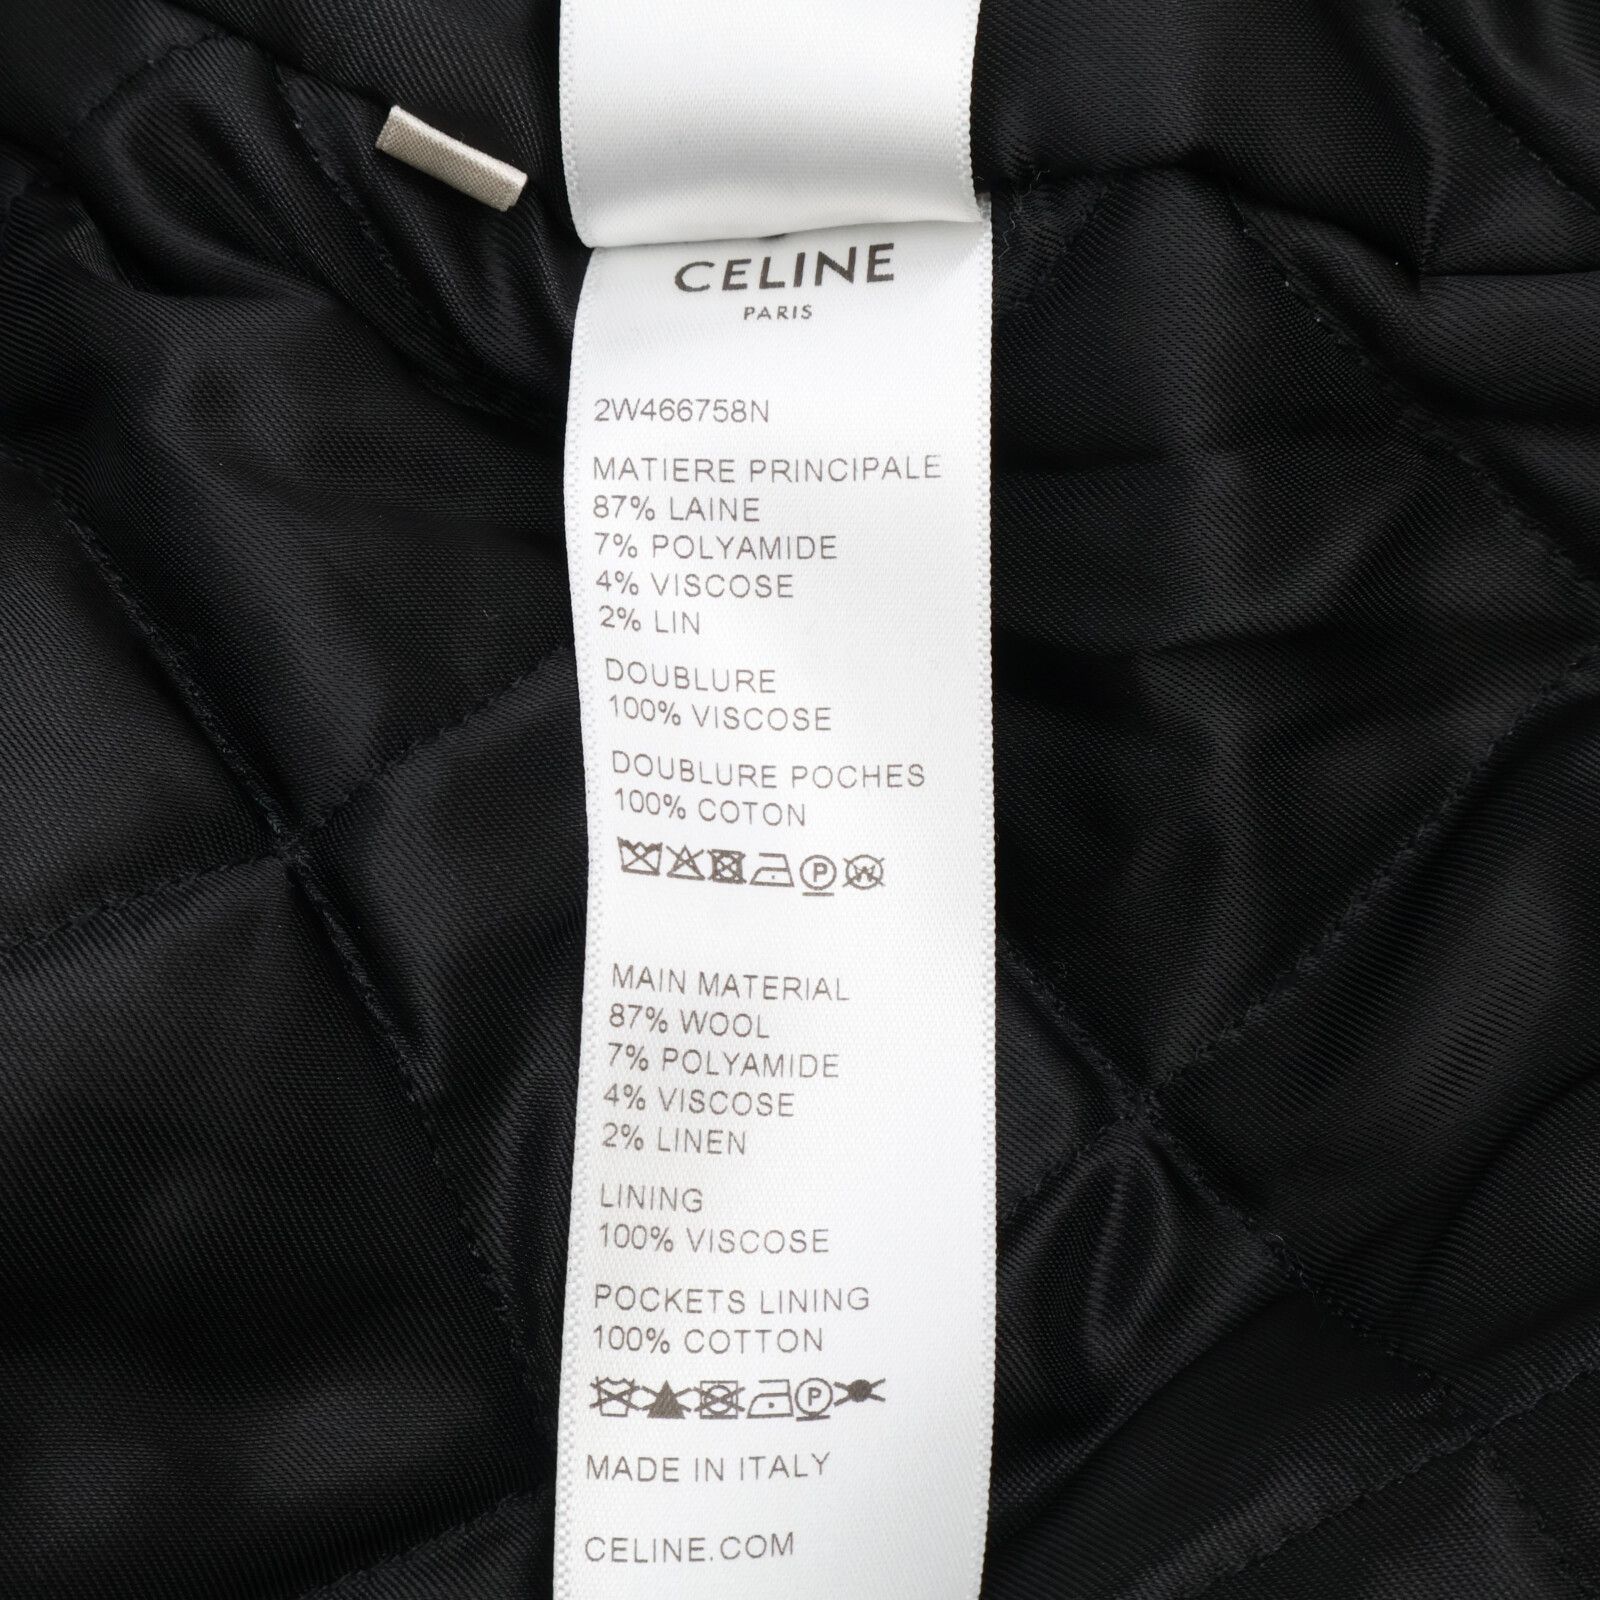 CELINE
PARIS
2W466758N
MATIERE PRINCIPALE
87% LAINE
7% POLYAMIDE
4% VISCOSE
2% LIN
DOUBLURE
100% VISCOSE
DOUBLURE POCHES
100% COTON
P W
MAIN MATERIAL
87% WOOL
7% POLYAMIDE
4% VISCOSE
2% LINEN
LINING
100% VISCOSE
POCKETS LINING
100% COTTON
P
MADE IN ITALY
CELINE.COM